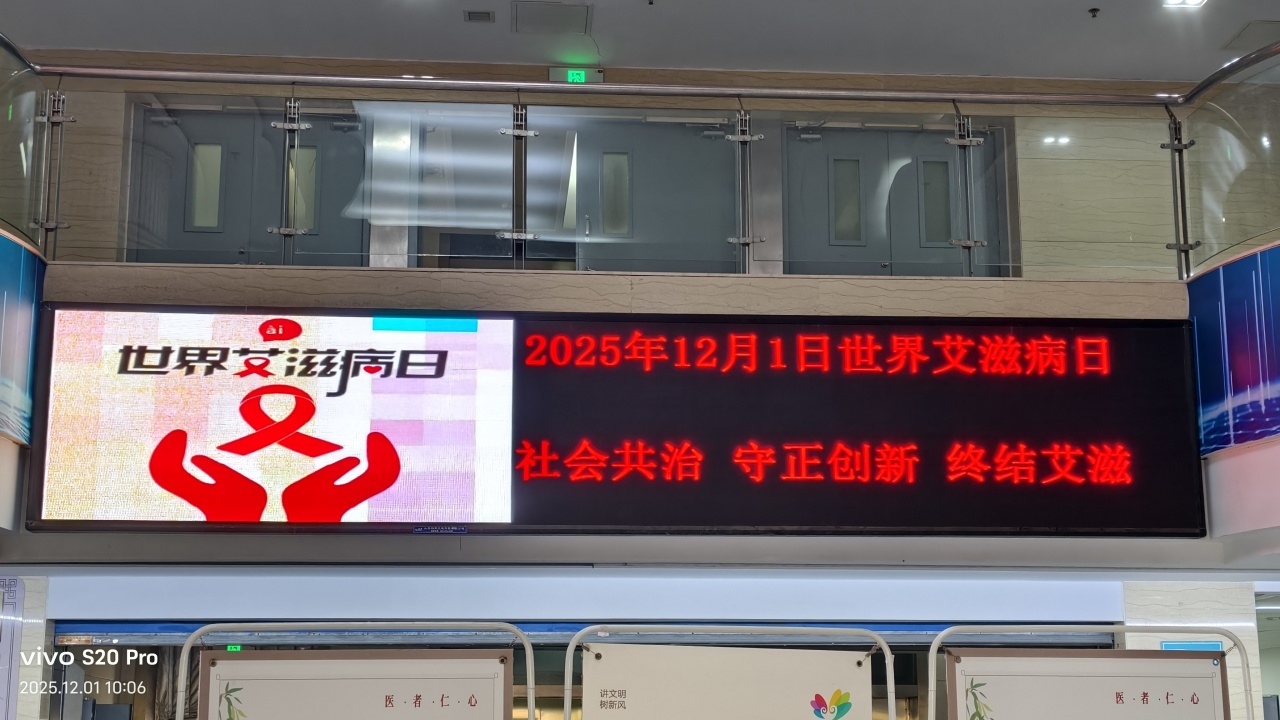 ài
世界艾滋病日
2025年12月1日世界艾滋病日
社会共治 守正创新 终结艾滋
医·者·仁·心
讲文明
树新风
医·者·仁·心
vivo S20 Pro
2025.12.01 10:06